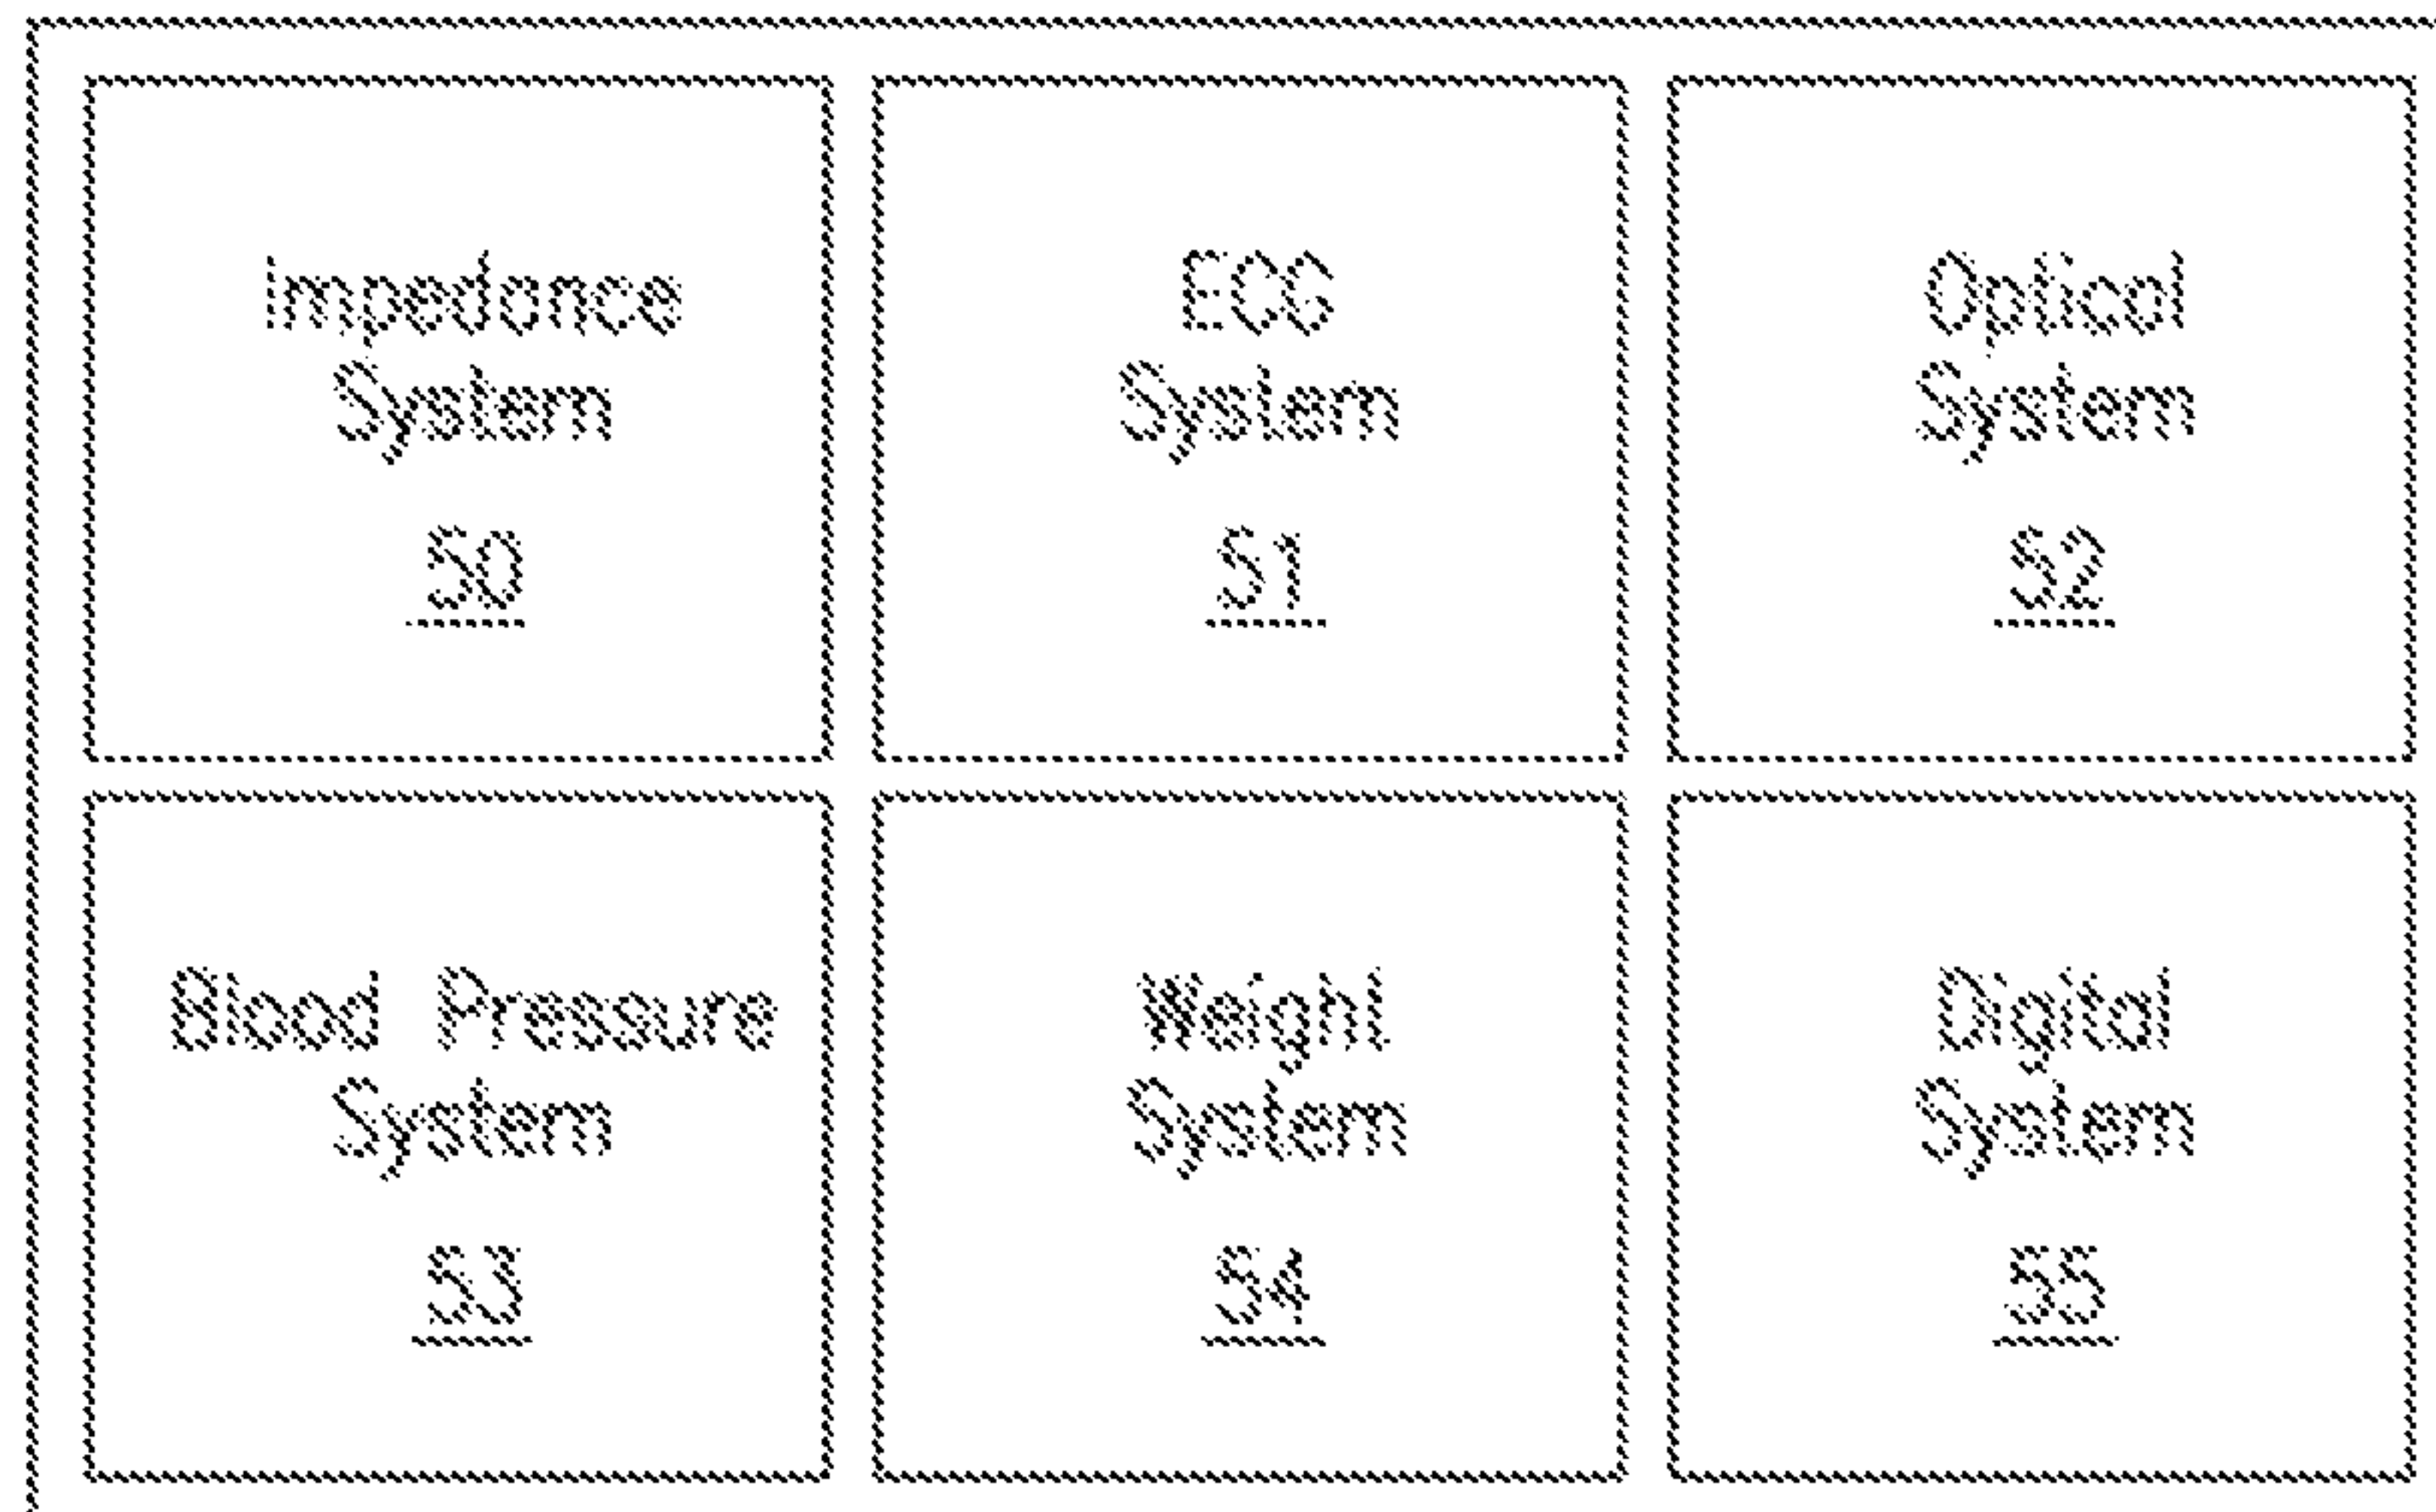 Impedance
System
50
ECG
System
51
Optical
System
52
Blood Pressure
System
53
Weight
System
54
Digital
System
55